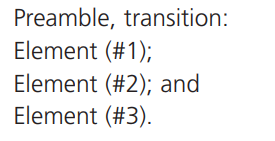 Preamble, transition:
Element (#1);
Element (#2); and
Element (#3).